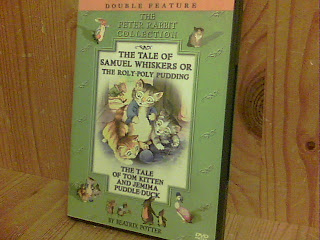 DOUBLE FEATURE
THE
PETER RABBIT
COLLECTION
THE TALE OF
SAMUEL WHISKERS OR
THE ROLY-POLY PUDDING
THE TALE
OF TOM KITTEN
AND JEMIMA
PUDDLE-DUCK
BY BEATRIX POTTER
DVD